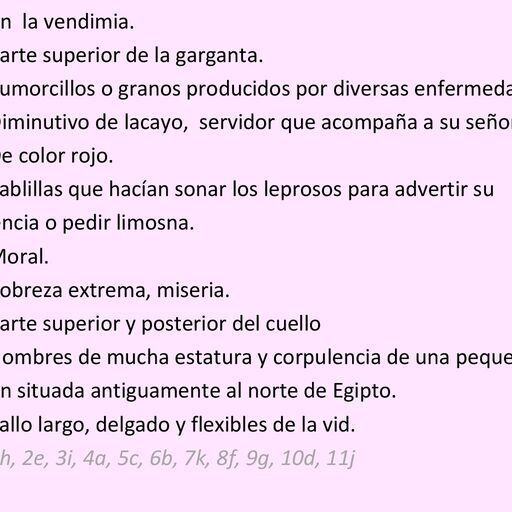 n  la vendimia.
arte superior de la garganta.
umorcillos o granos producidos por diversas enfermeda
iminutivo de lacayo,  servidor que acompaña a su seño
e color rojo.
ablillas que hacían sonar los leprosos para advertir su
encia o pedir limosna.
Moral.
obreza extrema, miseria.
arte superior y posterior del cuello
ombres de mucha estatura y corpulencia de una peque
n situada antiguamente al norte de Egipto.
allo largo, delgado y flexibles de la vid.
h, 2e, 3i, 4a, 5c, 6b, 7k, 8f, 9g, 10d, 11j